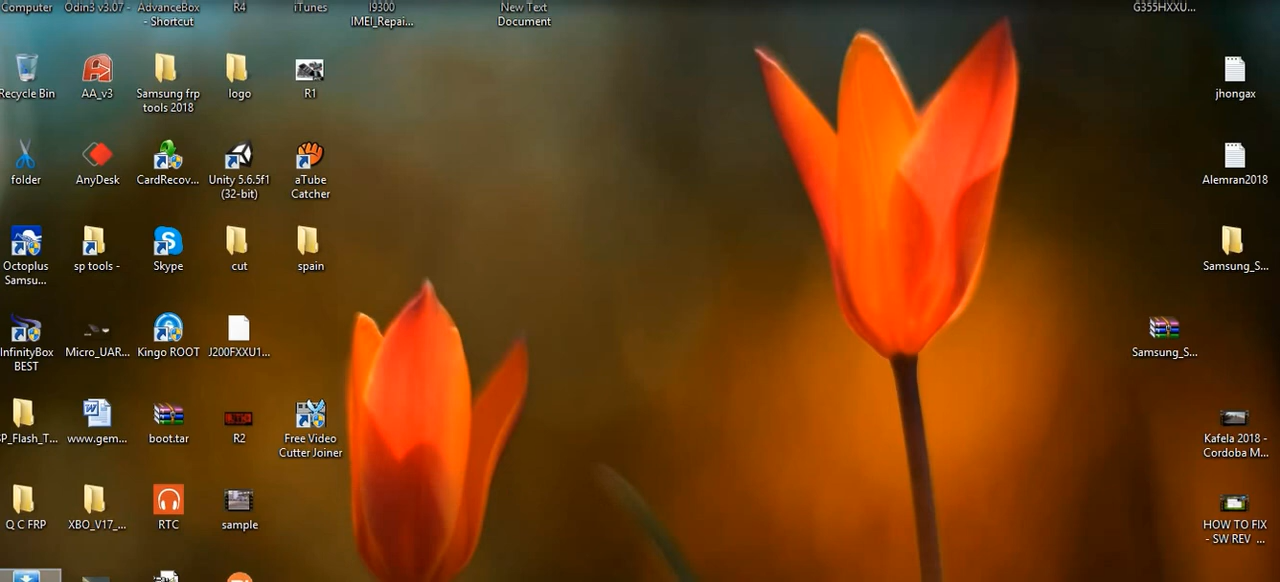 Computer
Odin3 v3.07 -
AdvanceBox
- Shortcut
R4
iTunes
I9300
IMEI_Repai...
New Text
Document
G355HXXU...
Recycle Bin
AA_v3
Samsung frp
tools 2018
logo
R1
jhongax
folder
AnyDesk
CardRecov...
Unity 5.6.5f1
(32-bit)
aTube
Catcher
Alemran2018
Octoplus
Samsu...
sp tools -
Skype
cut
spain
Samsung_S...
InfinityBox
BEST
Micro_UAR...
Kingo ROOT
J200FXXU1...
Samsung_S...
SP_Flash_T...
www.gem...
boot.tar
R2
Free Video
Cutter Joiner
Kafela 2018 -
Cordoba M...
Q C FRP
XBO_V17_...
RTC
sample
HOW TO FIX
- SW REV ...